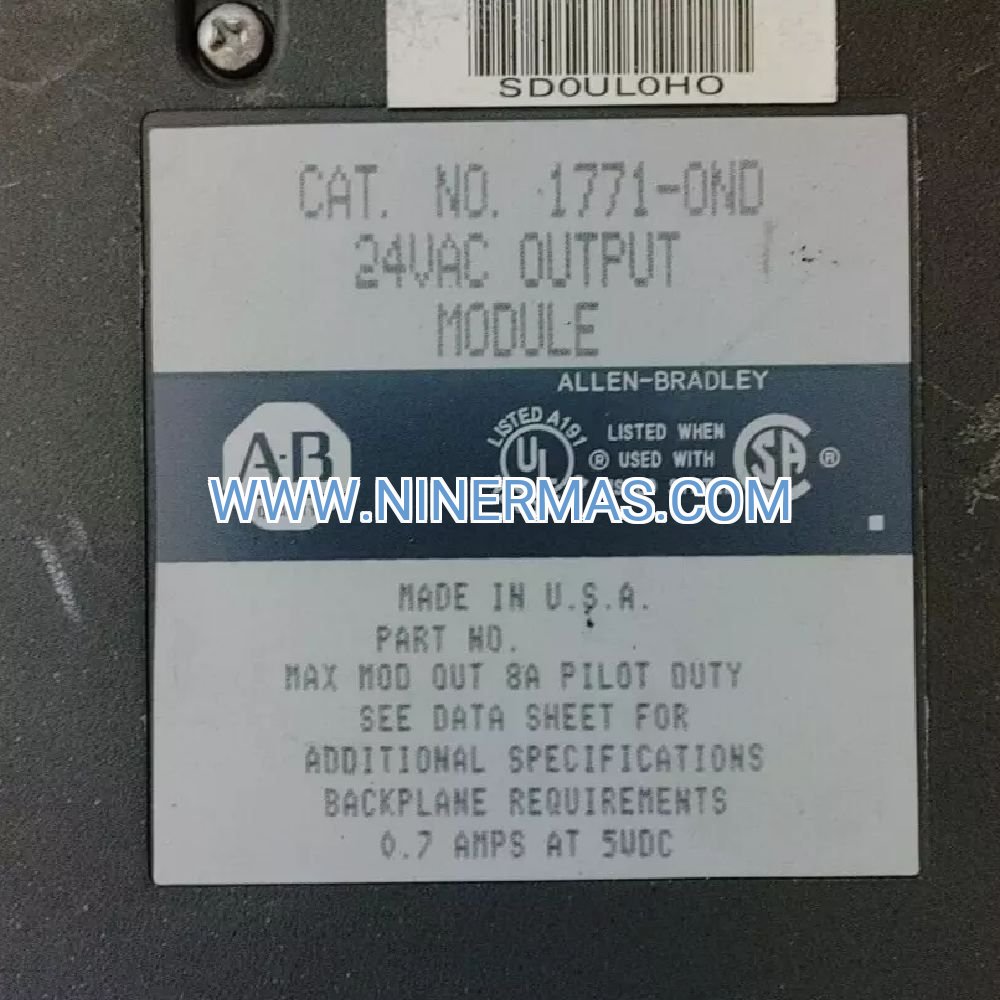 SD0UL0HO
CAT. NO. 1771-OND
24VAC OUTPUT
MODULE
ALLEN-BRADLEY
A·B
LISTED A191
UL
® LISTED WHEN
USED WITH
SA ®
WWW.NINERMAS.COM
MADE IN U.S.A.
PART NO.
MAX MOD OUT 8A PILOT DUTY
SEE DATA SHEET FOR
ADDITIONAL SPECIFICATIONS
BACKPLANE REQUIREMENTS
0.7 AMPS AT 5VDC